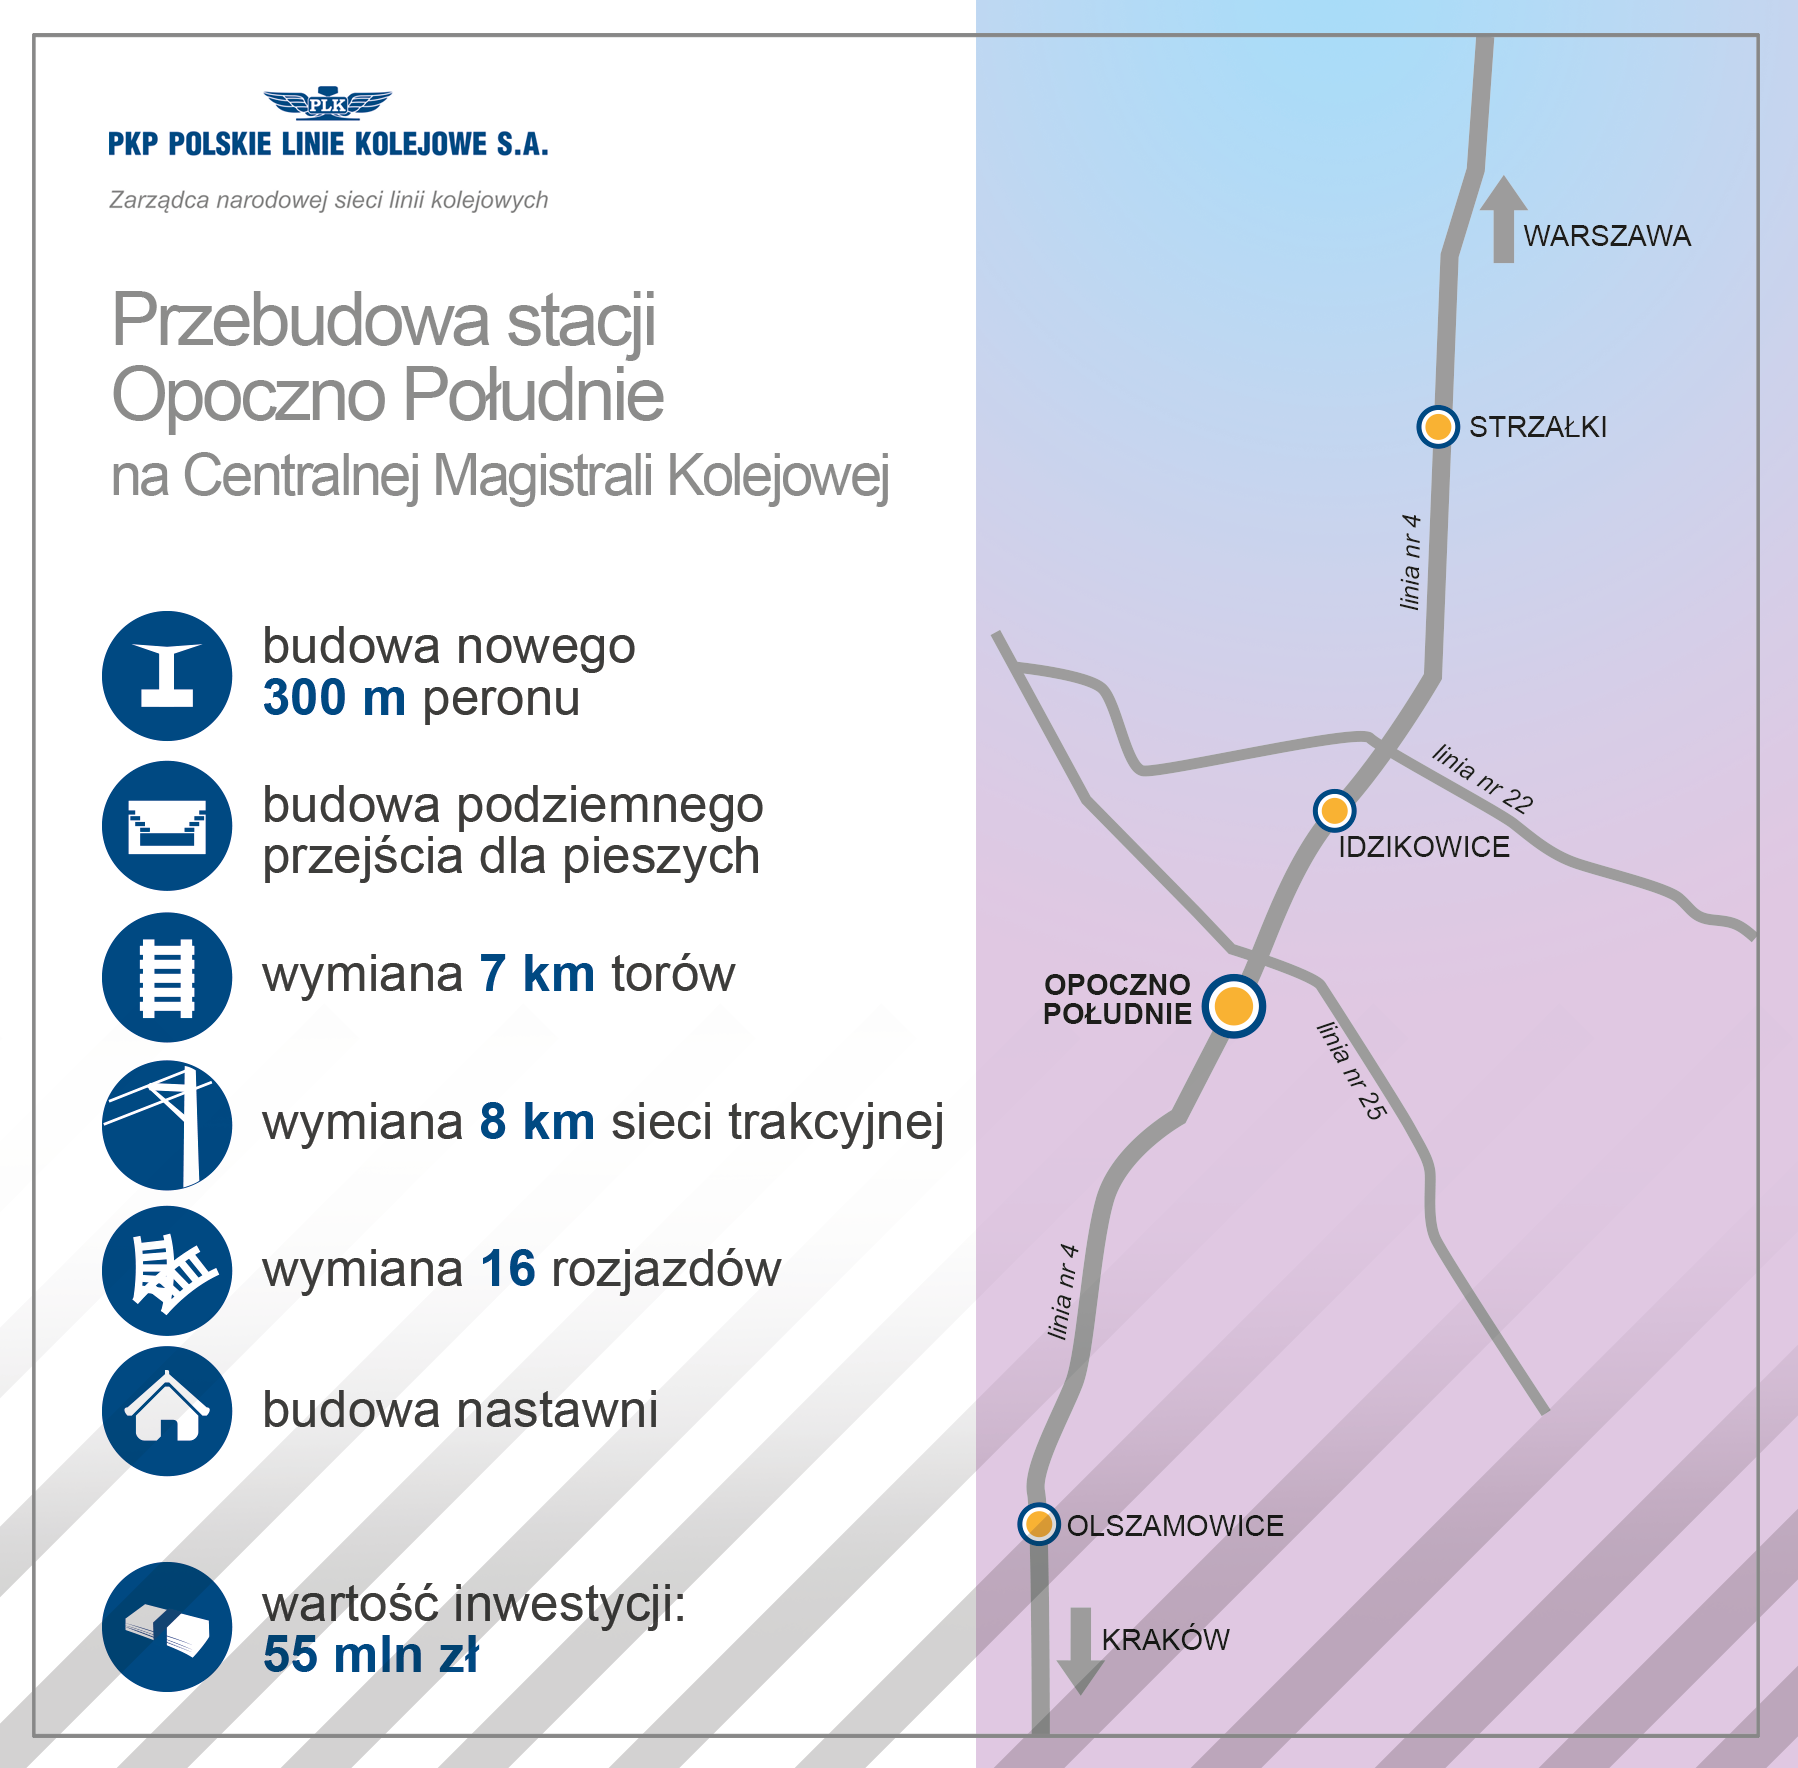 PLK
PKP POLSKIE LINIE KOLEJOWE S.A.
Zarządca narodowej sieci linii kolejowych
Przebudowa stacji
Opoczno Południe
na Centralnej Magistrali Kolejowej
budowa nowego
300 m peronu
budowa podziemnego
przejścia dla pieszych
wymiana 7 km torów
wymiana 8 km sieci trakcyjnej
wymiana 16 rozjazdów
budowa nastawni
wartość inwestycji:
55 mln zł
WARSZAWA
STRZAŁKI
linia nr 4
linia nr 22
IDZIKOWICE
OPOCZNO
POŁUDNIE
linia nr 25
linia nr 4
OLSZAMOWICE
KRAKÓW